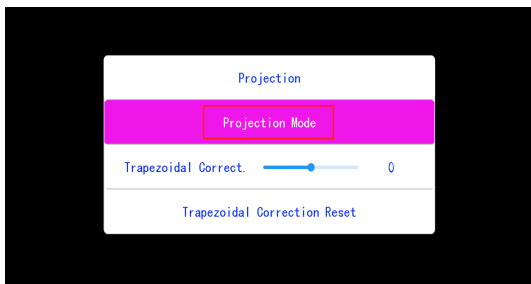 Projection
Projection Mode
Trapezoidal Correct. 0
Trapezoidal Correction Reset